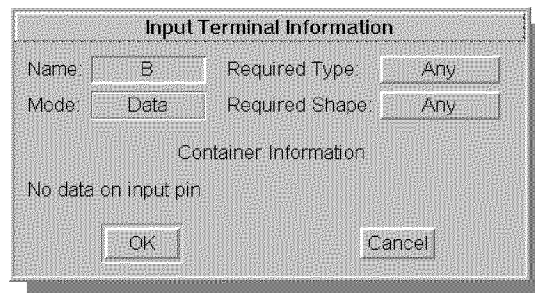 Input Terminal Information
Name: B Required Type: Any
Mode: Data Required Shape: Any
Container Information
No data on input pin
OK Cancel